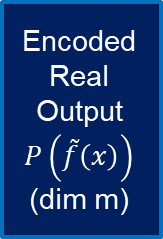 Encoded
Real
Output
P(f̃(x))
(dim m)